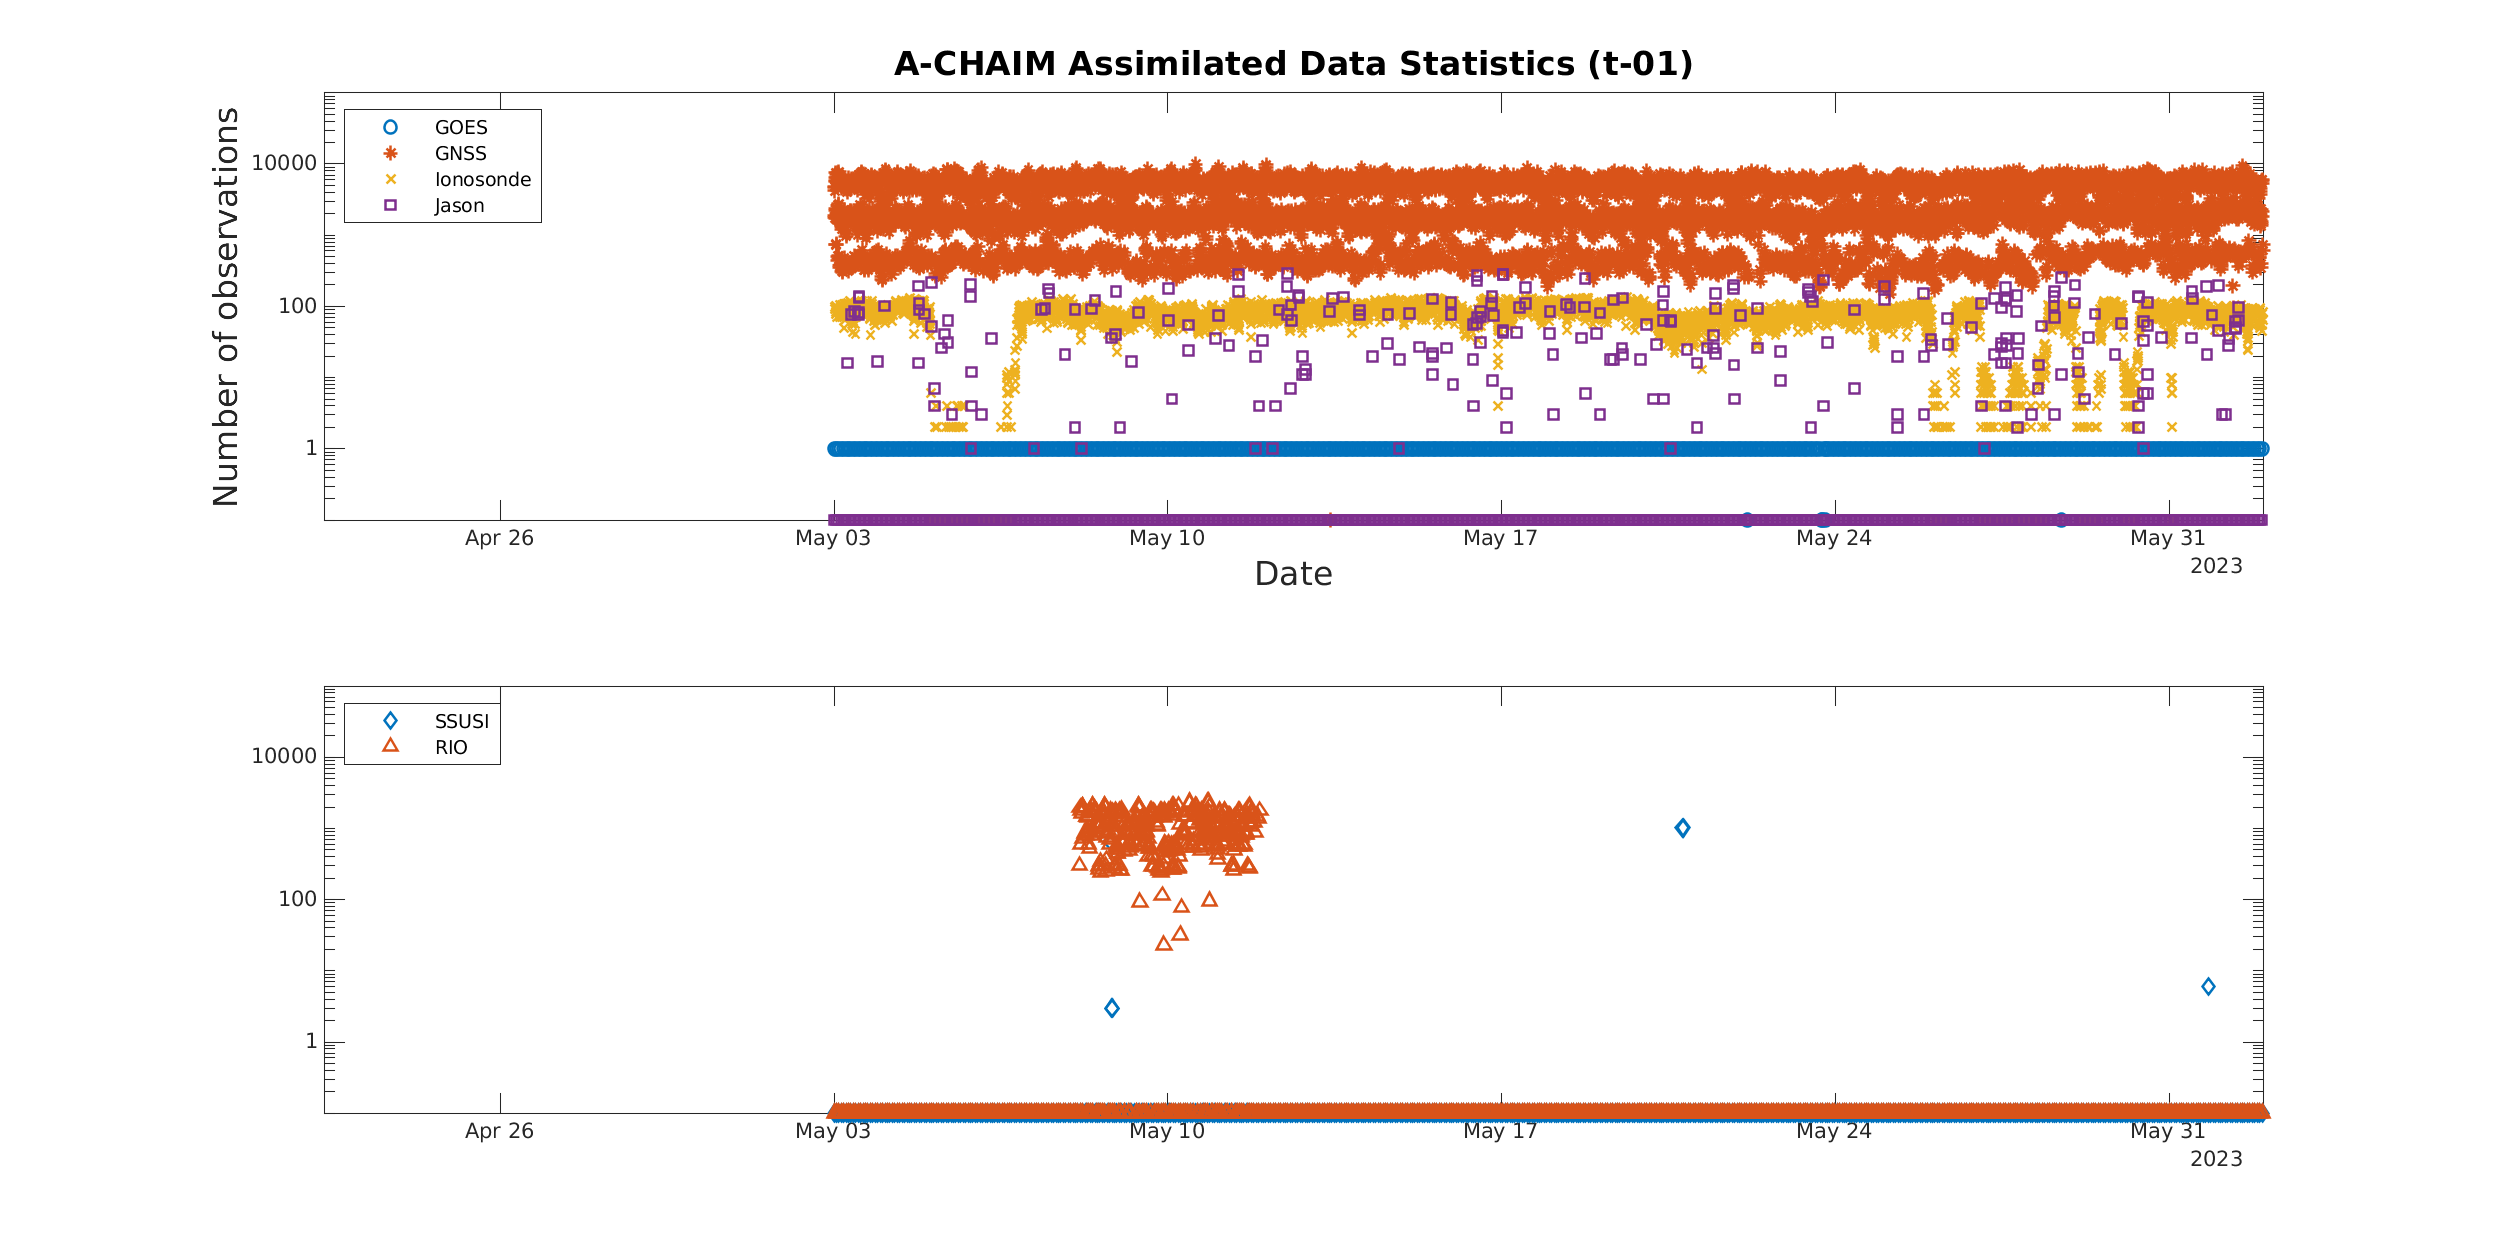 A-CHAIM Assimilated Data Statistics (t-01)
Number of observations
10000
100
1
GOES
GNSS
Ionosonde
Jason
Apr 26 May 03 May 10 May 17 May 24 May 31
2023
Date
10000
100
1
SSUSI
RIO
Apr 26 May 03 May 10 May 17 May 24 May 31
2023